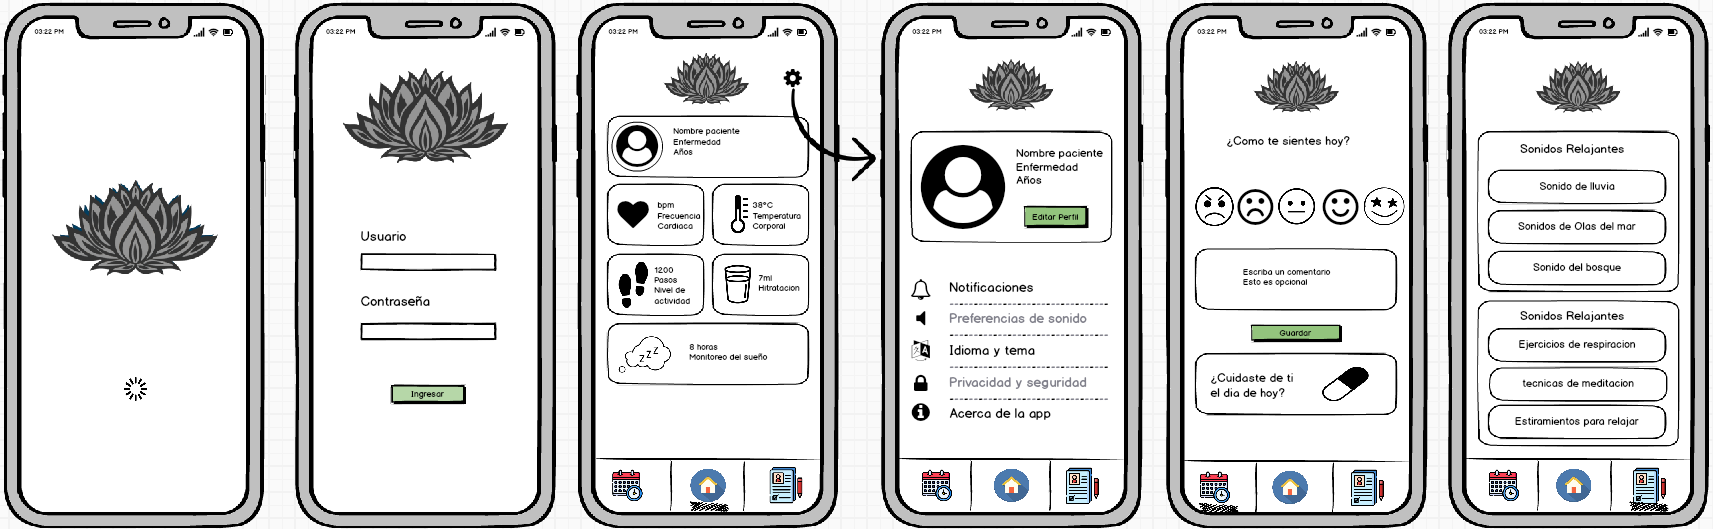 03:22 PM
03:22 PM
Usuario
Contraseña
Ingresar
03:22 PM
Nombre paciente
Enfermedad
Años
bpm
Frecuencia
Cardiaca
38°C
Temperatura
Corporal
1200
Pasos
Nivel de
actividad
7ml
Hitratacion
zzz
8 horas
Monitoreo del sueño
03:22 PM
Nombre paciente
Enfermedad
Años
Editar Perfil
Notificaciones
Preferencias de sonido
A
Idioma y tema
Privacidad y seguridad
Acerca de la app
03:22 PM
¿Como te sientes hoy?
Escriba un comentario
Esto es opcional
Guardar
¿Cuidaste de ti
el dia de hoy?
03:22 PM
Sonidos Relajantes
Sonido de lluvia
Sonidos de Olas del mar
Sonido del bosque
Sonidos Relajantes
Ejercicios de respiracion
tecnicas de meditacion
Estiramientos para relajar